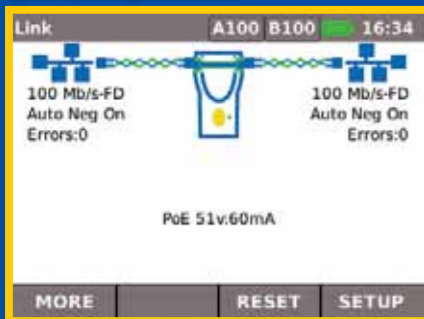 Link A100 B100 16:34
100 Mb/s-FD 100 Mb/s-FD
Auto Neg On Auto Neg On
Errors:0 Errors:0
PoE 51v:60mA
MORE RESET SETUP